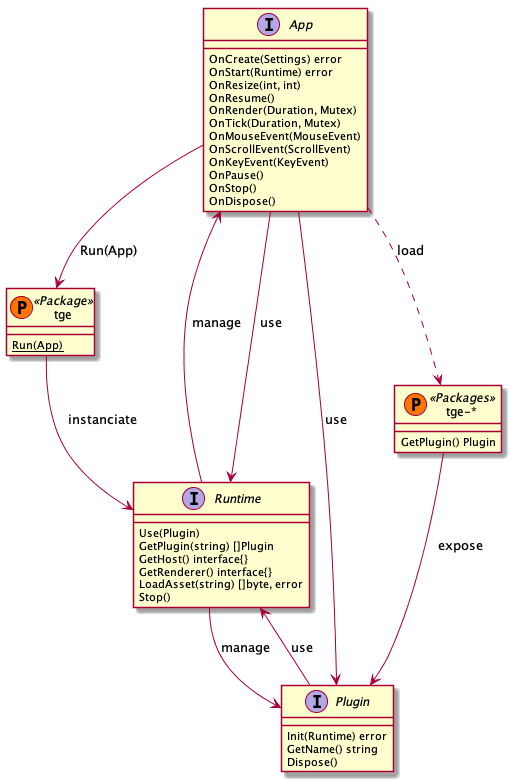 I App
OnCreate(Settings) error
OnStart(Runtime) error
OnResize(int, int)
OnResume()
OnRender(Duration, Mutex)
OnTick(Duration, Mutex)
OnMouseEvent(MouseEvent)
OnScrollEvent(ScrollEvent)
OnKeyEvent(KeyEvent)
OnPause()
OnStop()
OnDispose()
Run(App)
load
P «Package»
tge
Run(App)
manage
use
instanciate
use
P «Packages»
tge-*
GetPlugin() Plugin
I Runtime
Use(Plugin)
GetPlugin(string) []Plugin
GetHost() interface{}
GetRenderer() interface{}
LoadAsset(string) []byte, error
Stop()
expose
manage
use
I Plugin
Init(Runtime) error
GetName() string
Dispose()